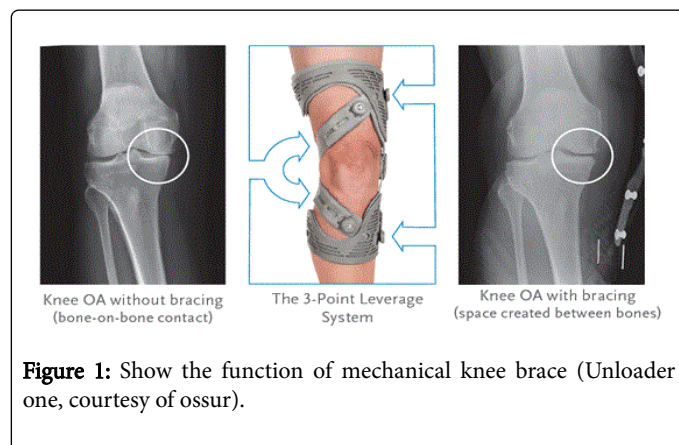 Knee OA without bracing
(bone-on-bone contact)
The 3-Point Leverage
System
Knee OA with bracing
(space created between bones)
Figure 1: Show the function of mechanical knee brace (Unloader
one, courtesy of ossur).